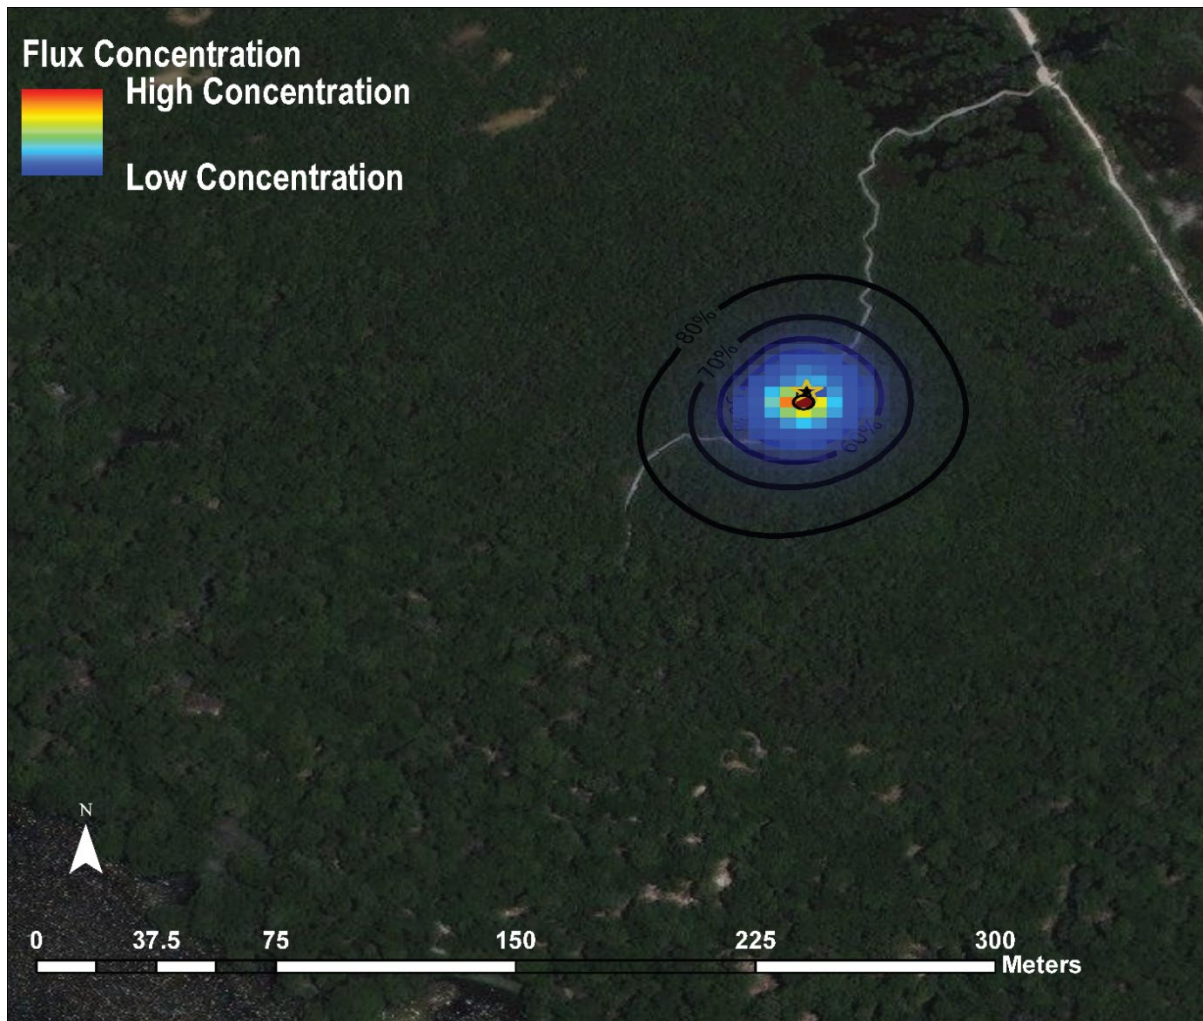 Flux Concentration
High Concentration
Low Concentration
80%
70%
60%
N
0 37.5 75 150 225 300
Meters